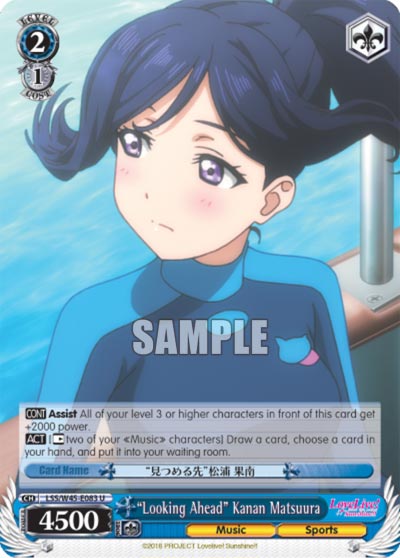 LEVEL
2
1
COST
SAMPLE
CONT Assist All of your level 3 or higher characters in front of this card get
+2000 power.
ACT [ two of your ≪Music≫ characters] Draw a card, choose a card in
your hand, and put it into your waiting room.
Card Name
“見つめる先”松浦 果南
CH LSS/W45-E083 U
“Looking Ahead” Kanan Matsuura
LoveLive!
Sunshine!!
4500
Music
Sports
©2016 PROJECT Lovelive! Sunshine!!